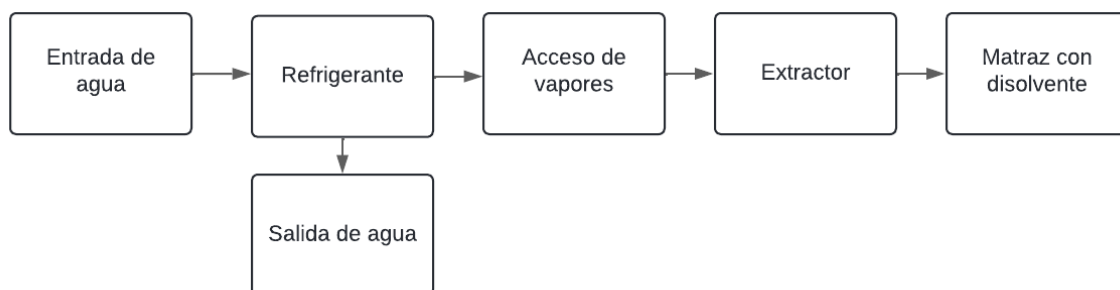 Entrada de
agua
Refrigerante
Acceso de
vapores
Extractor
Matraz con
disolvente
Salida de agua